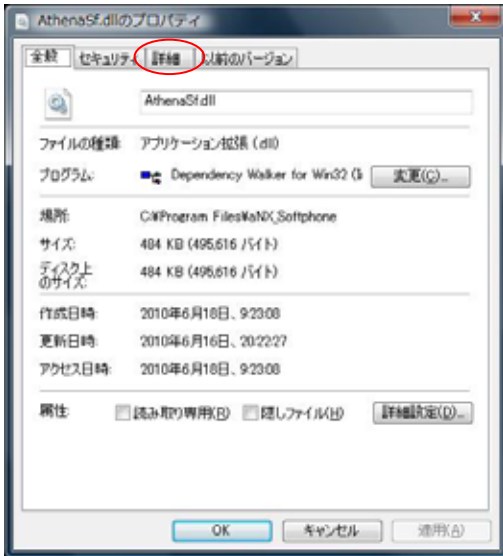 AthenaSf.dllのプロパティ
全般 セキュリティ 詳細 以前のバージョン
AthenaSf.dll
ファイルの種類: アプリケーション拡張 (.dll)
プログラム: Dependency Walker for Win32 (
変更(C)...
場所: C:¥Program Files¥aNX_Softphone
サイズ: 484 KB (495,616 バイト)
ディスク上
のサイズ: 484 KB (495,616 バイト)
作成日時: 2010年6月18日、9:23:08
更新日時: 2010年6月16日、20:22:27
アクセス日時: 2010年6月18日、9:23:08
属性: 読み取り専用(R) 隠しファイル(H) 詳細設定(D)...
OK キャンセル 適用(A)